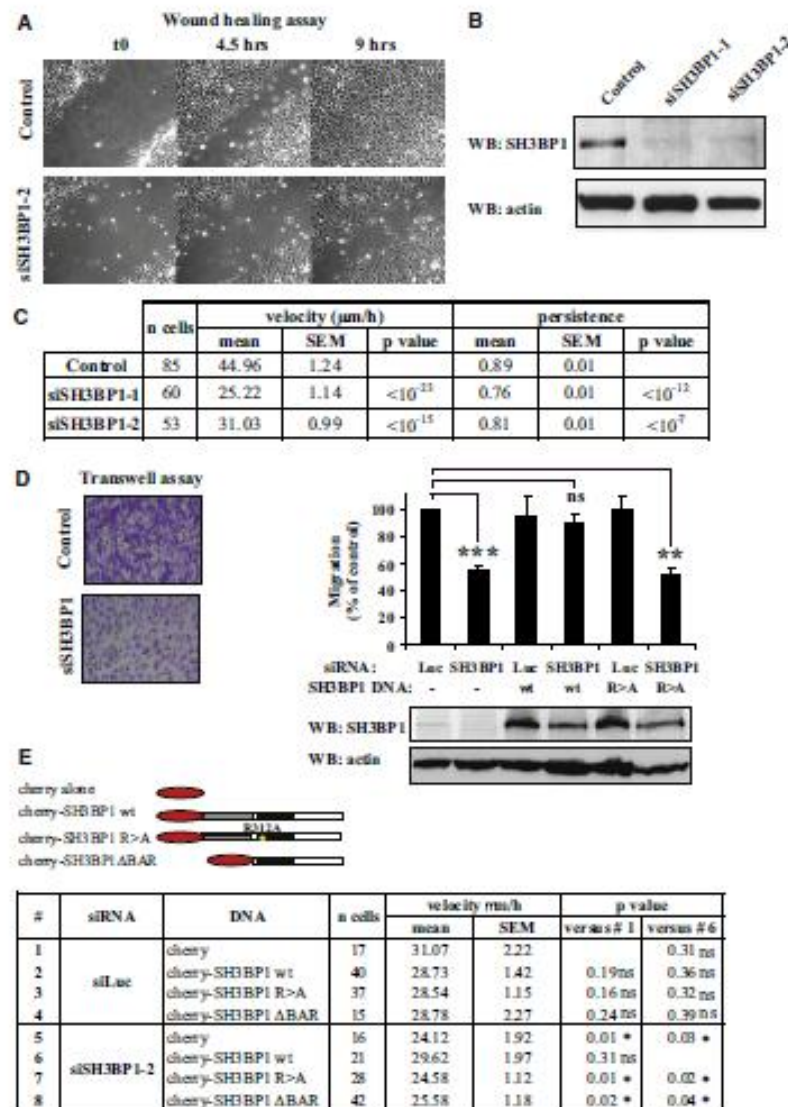 A
Wound healing assay
t0 4.5 hrs 9 hrs
Control
siSH3BP1-2
B
Control siSH3BP1-1 siSH3BP1-2
WB: SH3BP1
WB: actin
C
n cells velocity (μm/h) persistence
mean SEM p value mean SEM p value
Control 85 44.96 1.24 0.89 0.01
siSH3BP1-1 60 25.22 1.14 0.76 0.01 <10⁻¹²
siSH3BP1-2 53 31.03 0.99 <10⁻¹⁵ 0.81 0.01 <10⁻⁷
D
Transwell assay
Control
siSH3BP1
Migration
(% of control)
100
80
60
40
20
0
ns
***
**
siRNA: Luc SH3BP1 Luc SH3BP1 Luc SH3BP1
SH3BP1 DNA: - - wt wt R>A R>A
WB: SH3BP1
WB: actin
E
cherry alone
cherry-SH3BP1 wt
R312A
cherry-SH3BP1 R>A
cherry-SH3BP1 ΔBAR
# siRNA DNA n cells velocity p value
mean SEM versus # 1 versus # 6
1 siLuc cherry 17 31.07 2.22 0.31 ns
2 cherry-SH3BP1 wt 40 28.73 1.42 0.19 ns 0.36 ns
3 cherry-SH3BP1 R>A 37 28.54 1.15 0.16 ns 0.32 ns
4 cherry-SH3BP1 ΔBAR 15 28.78 2.27 0.24 ns 0.39 ns
5 siSH3BP1-2 cherry 16 24.12 1.92 0.01 * 0.03 *
6 cherry-SH3BP1 wt 21 29.62 1.97 0.31 ns
7 cherry-SH3BP1 R>A 28 24.58 1.12 0.01 * 0.02 *
8 cherry-SH3BP1 ΔBAR 42 25.58 1.18 0.02 * 0.04 *